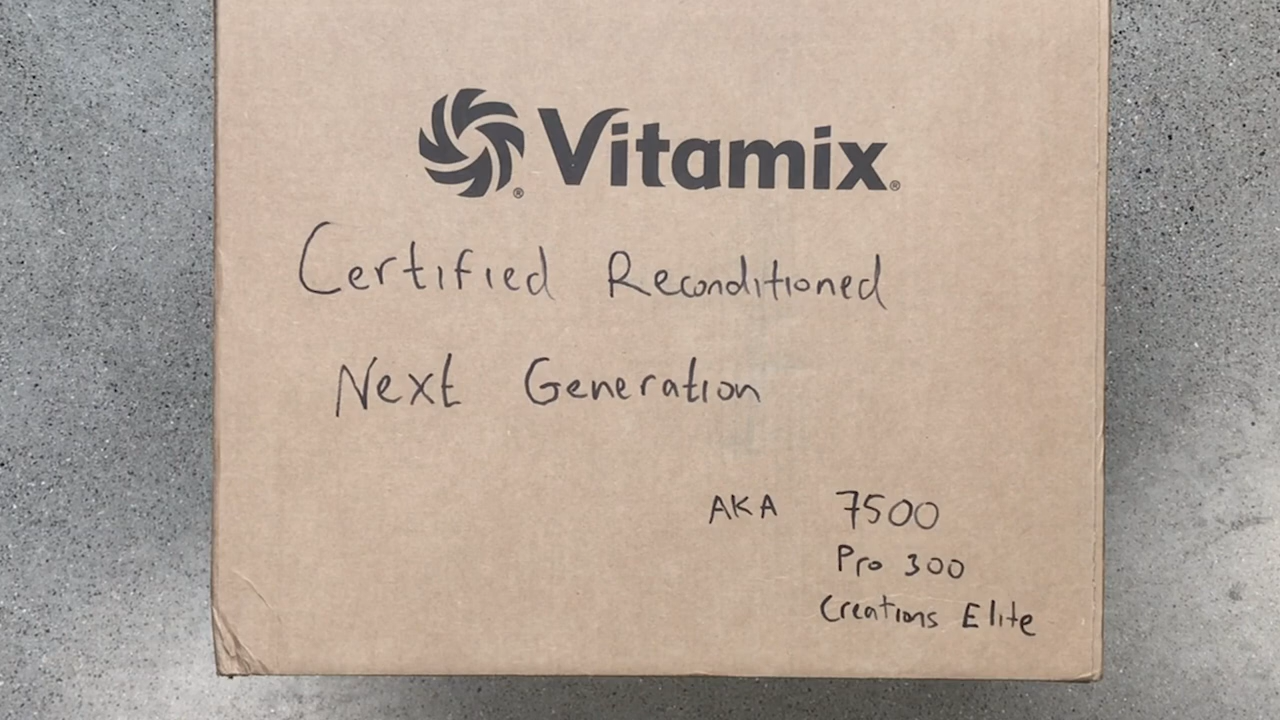 Vitamix®
Certified Reconditioned
Next Generation
AKA 7500
Pro 300
Creations Elite